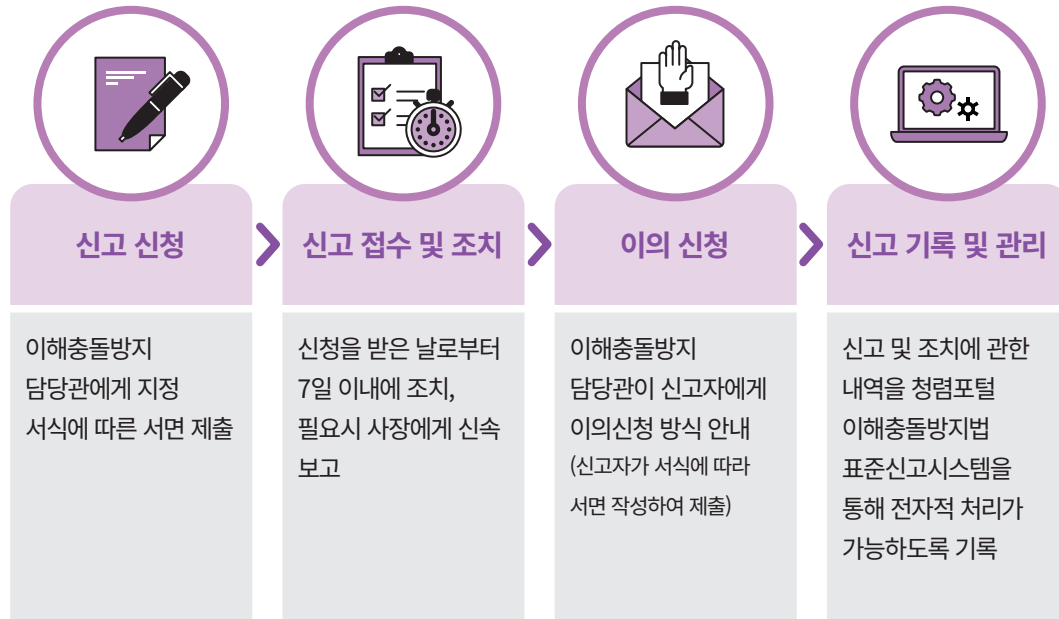 신고 신청
이해충돌방지
담당관에게 지정
서식에 따른 서면 제출
신고 접수 및 조치
신청을 받은 날로부터
7일 이내에 조치,
필요시 사장에게 신속
보고
이의 신청
이해충돌방지
담당관이 신고자에게
이의신청 방식 안내
(신고자가 서식에 따라
서면 작성하여 제출)
신고 기록 및 관리
신고 및 조치에 관한
내역을 청렴포털
이해충돌방지법
표준신고시스템을
통해 전자적 처리가
가능하도록 기록